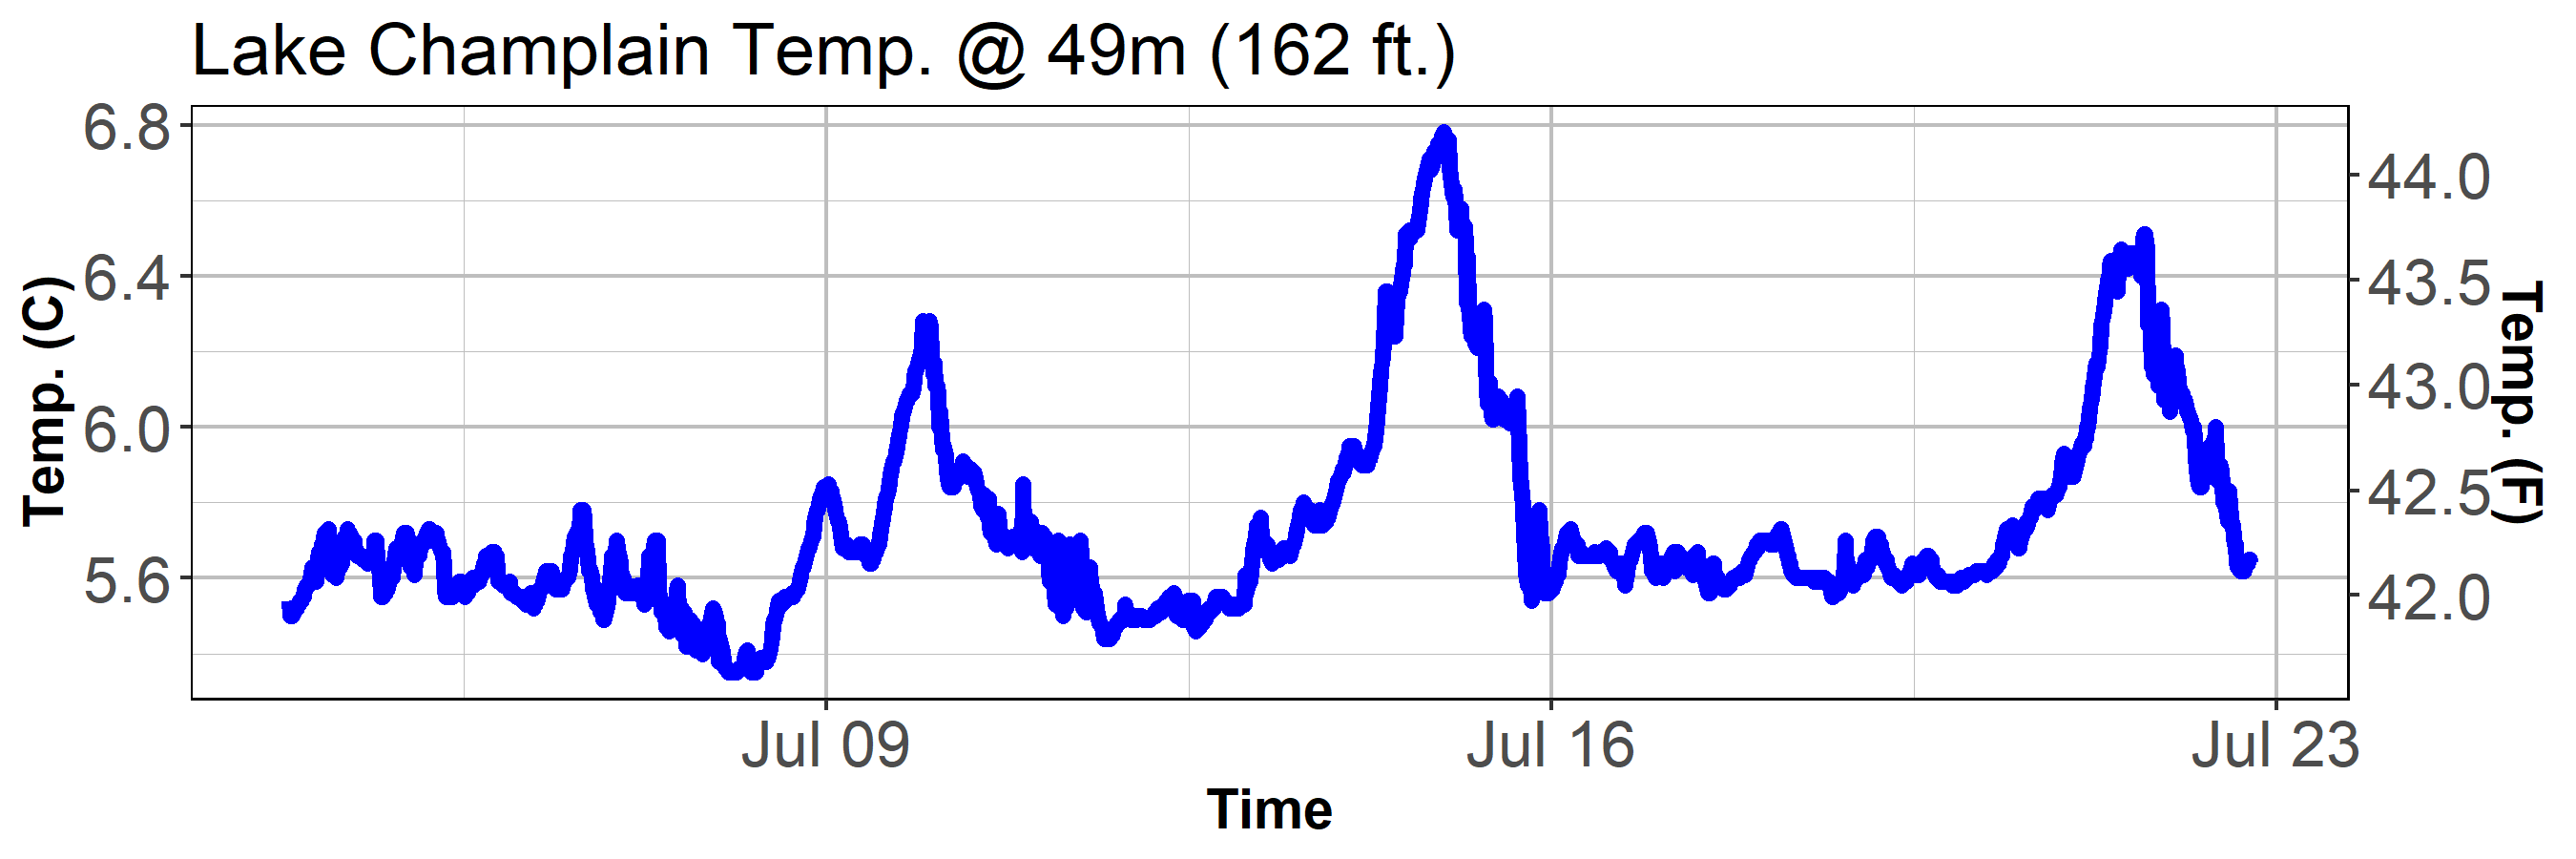 Lake Champlain Temp. @ 49m (162 ft.)
Temp. (C)
6.8
6.4
6.0
5.6
44.0
43.5
43.0
42.5
42.0
Temp. (F)
Jul 09
Jul 16
Jul 23
Time